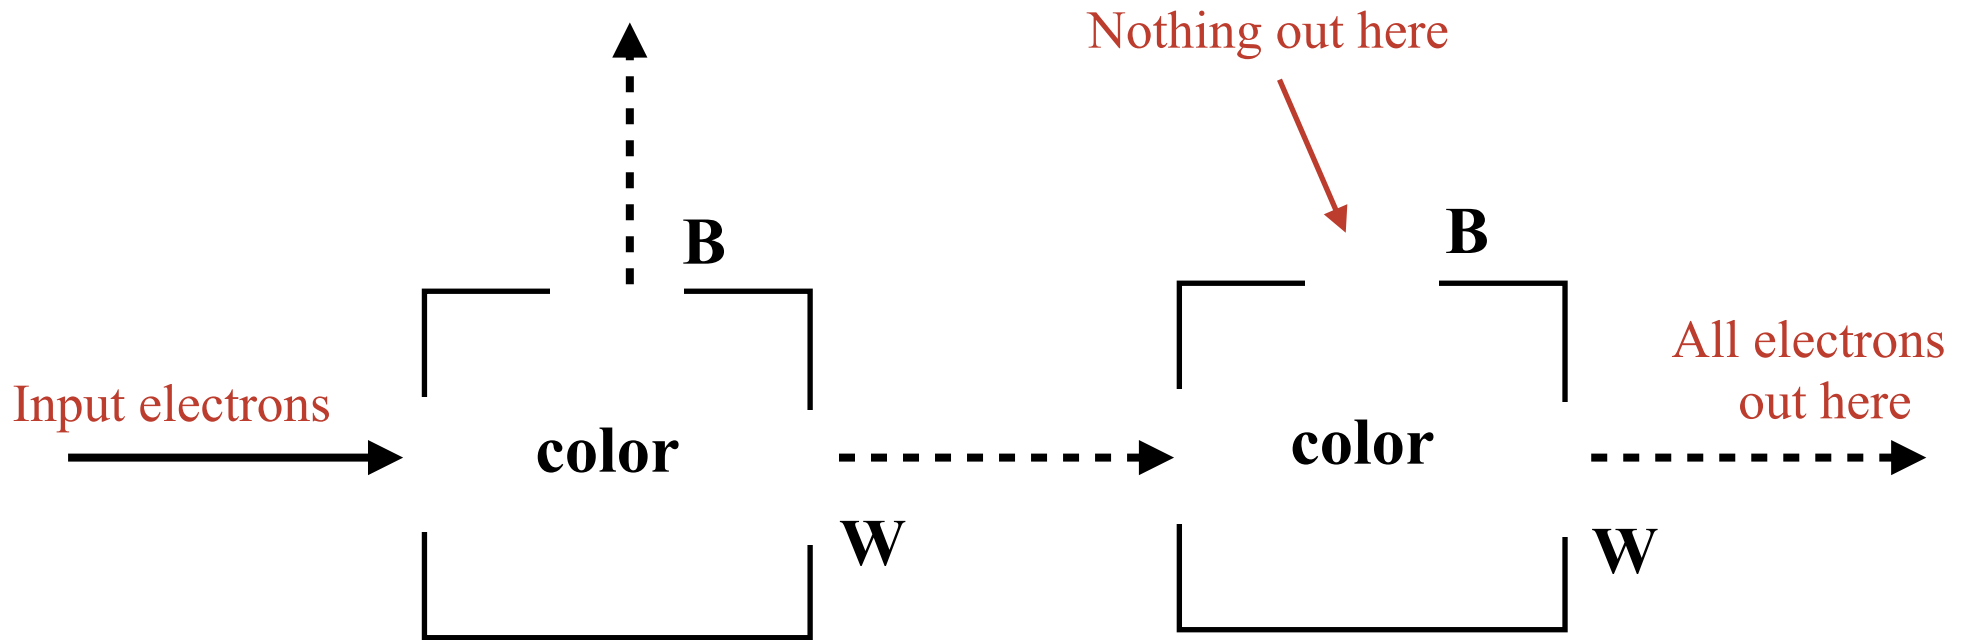 Nothing out here
B
B
Input electrons
All electrons
out here
color
color
W
W